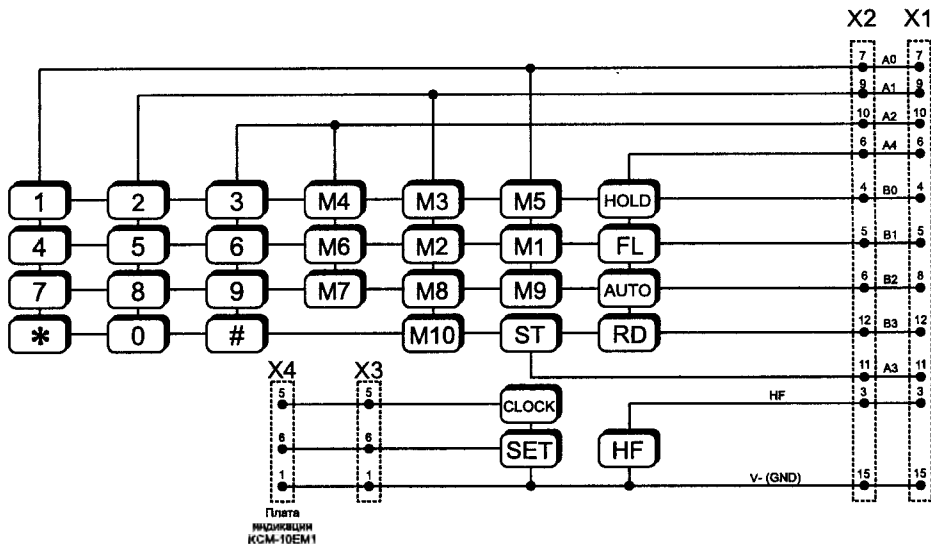 X2 X1
7 A0 7
9 A1 9
10 A2 10
6 A4 6
1 2 3 M4 M3 M5 HOLD 4 B0 4
4 5 6 M6 M2 M1 FL 5 B1 5
7 8 9 M7 M8 M9 AUTO 6 B2 8
* 0 # M10 ST RD 12 B3 12
X4 X3 11 A3 11
5 5 CLOCK HF 3 3
6 6 SET HF
1 1 V- (GND) 15 15
Плата
индикации
КСМ-10ЕМ1